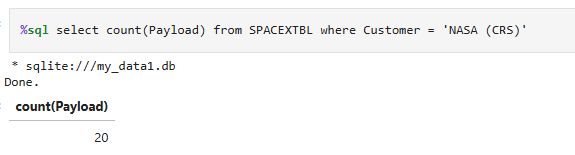 %sql select count(Payload) from SPACEXTBL where Customer = 'NASA (CRS)'
* sqlite:///my_data1.db
Done.
count(Payload)
20